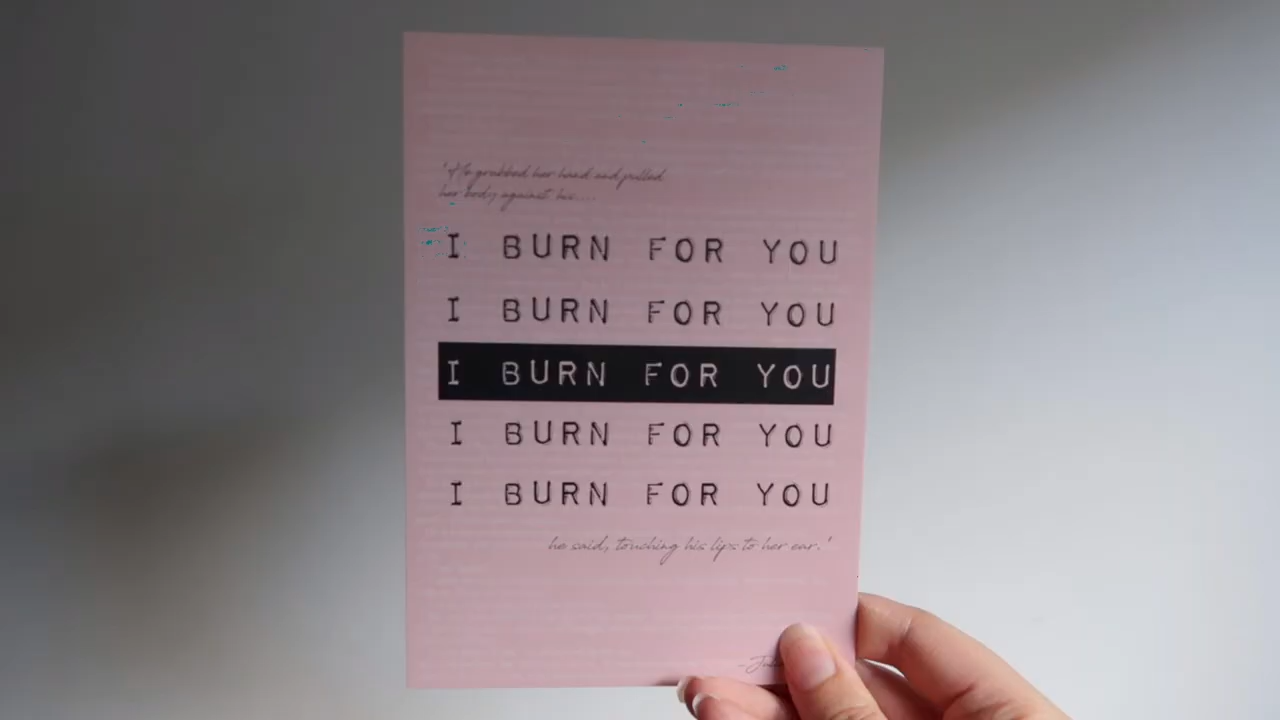 'He grabbed her hand and pulled
her body against his....
I BURN FOR YOU
I BURN FOR YOU
I BURN FOR YOU
I BURN FOR YOU
I BURN FOR YOU
he said, touching his lips to her ear.'